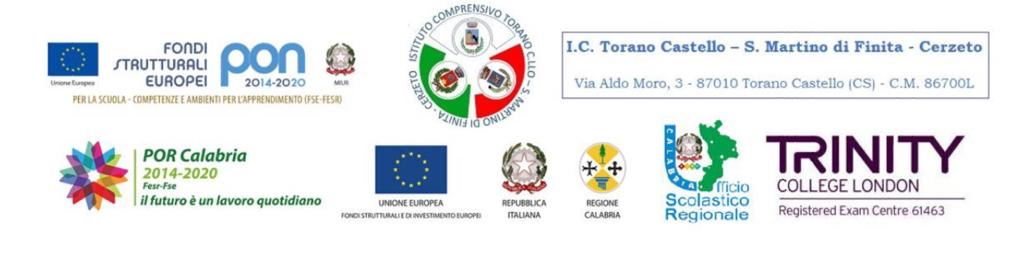 FONDI
STRUTTURALI
EUROPEI
pon
2014-2020
Unione Europea
MIUR
PER LA SCUOLA - COMPETENZE E AMBIENTI PER L'APPRENDIMENTO (FSE-FESR)
ISTITUTO COMPRENSIVO TORANO C.LLO - S. MARTINO DI FINITA - CERZETO
I.C. Torano Castello – S. Martino di Finita - Cerzeto
Via Aldo Moro, 3 - 87010 Torano Castello (CS) - C.M. 86700L
POR Calabria
2014-2020
Fesr-Fse
il futuro è un lavoro quotidiano
UNIONE EUROPEA
FONDI STRUTTURALI E DI INVESTIMENTO EUROPEI
REPUBBLICA
ITALIANA
REGIONE
CALABRIA
CALABRIA
Ufficio
Scolastico
Regionale
TRINITY
COLLEGE LONDON
Registered Exam Centre 61463